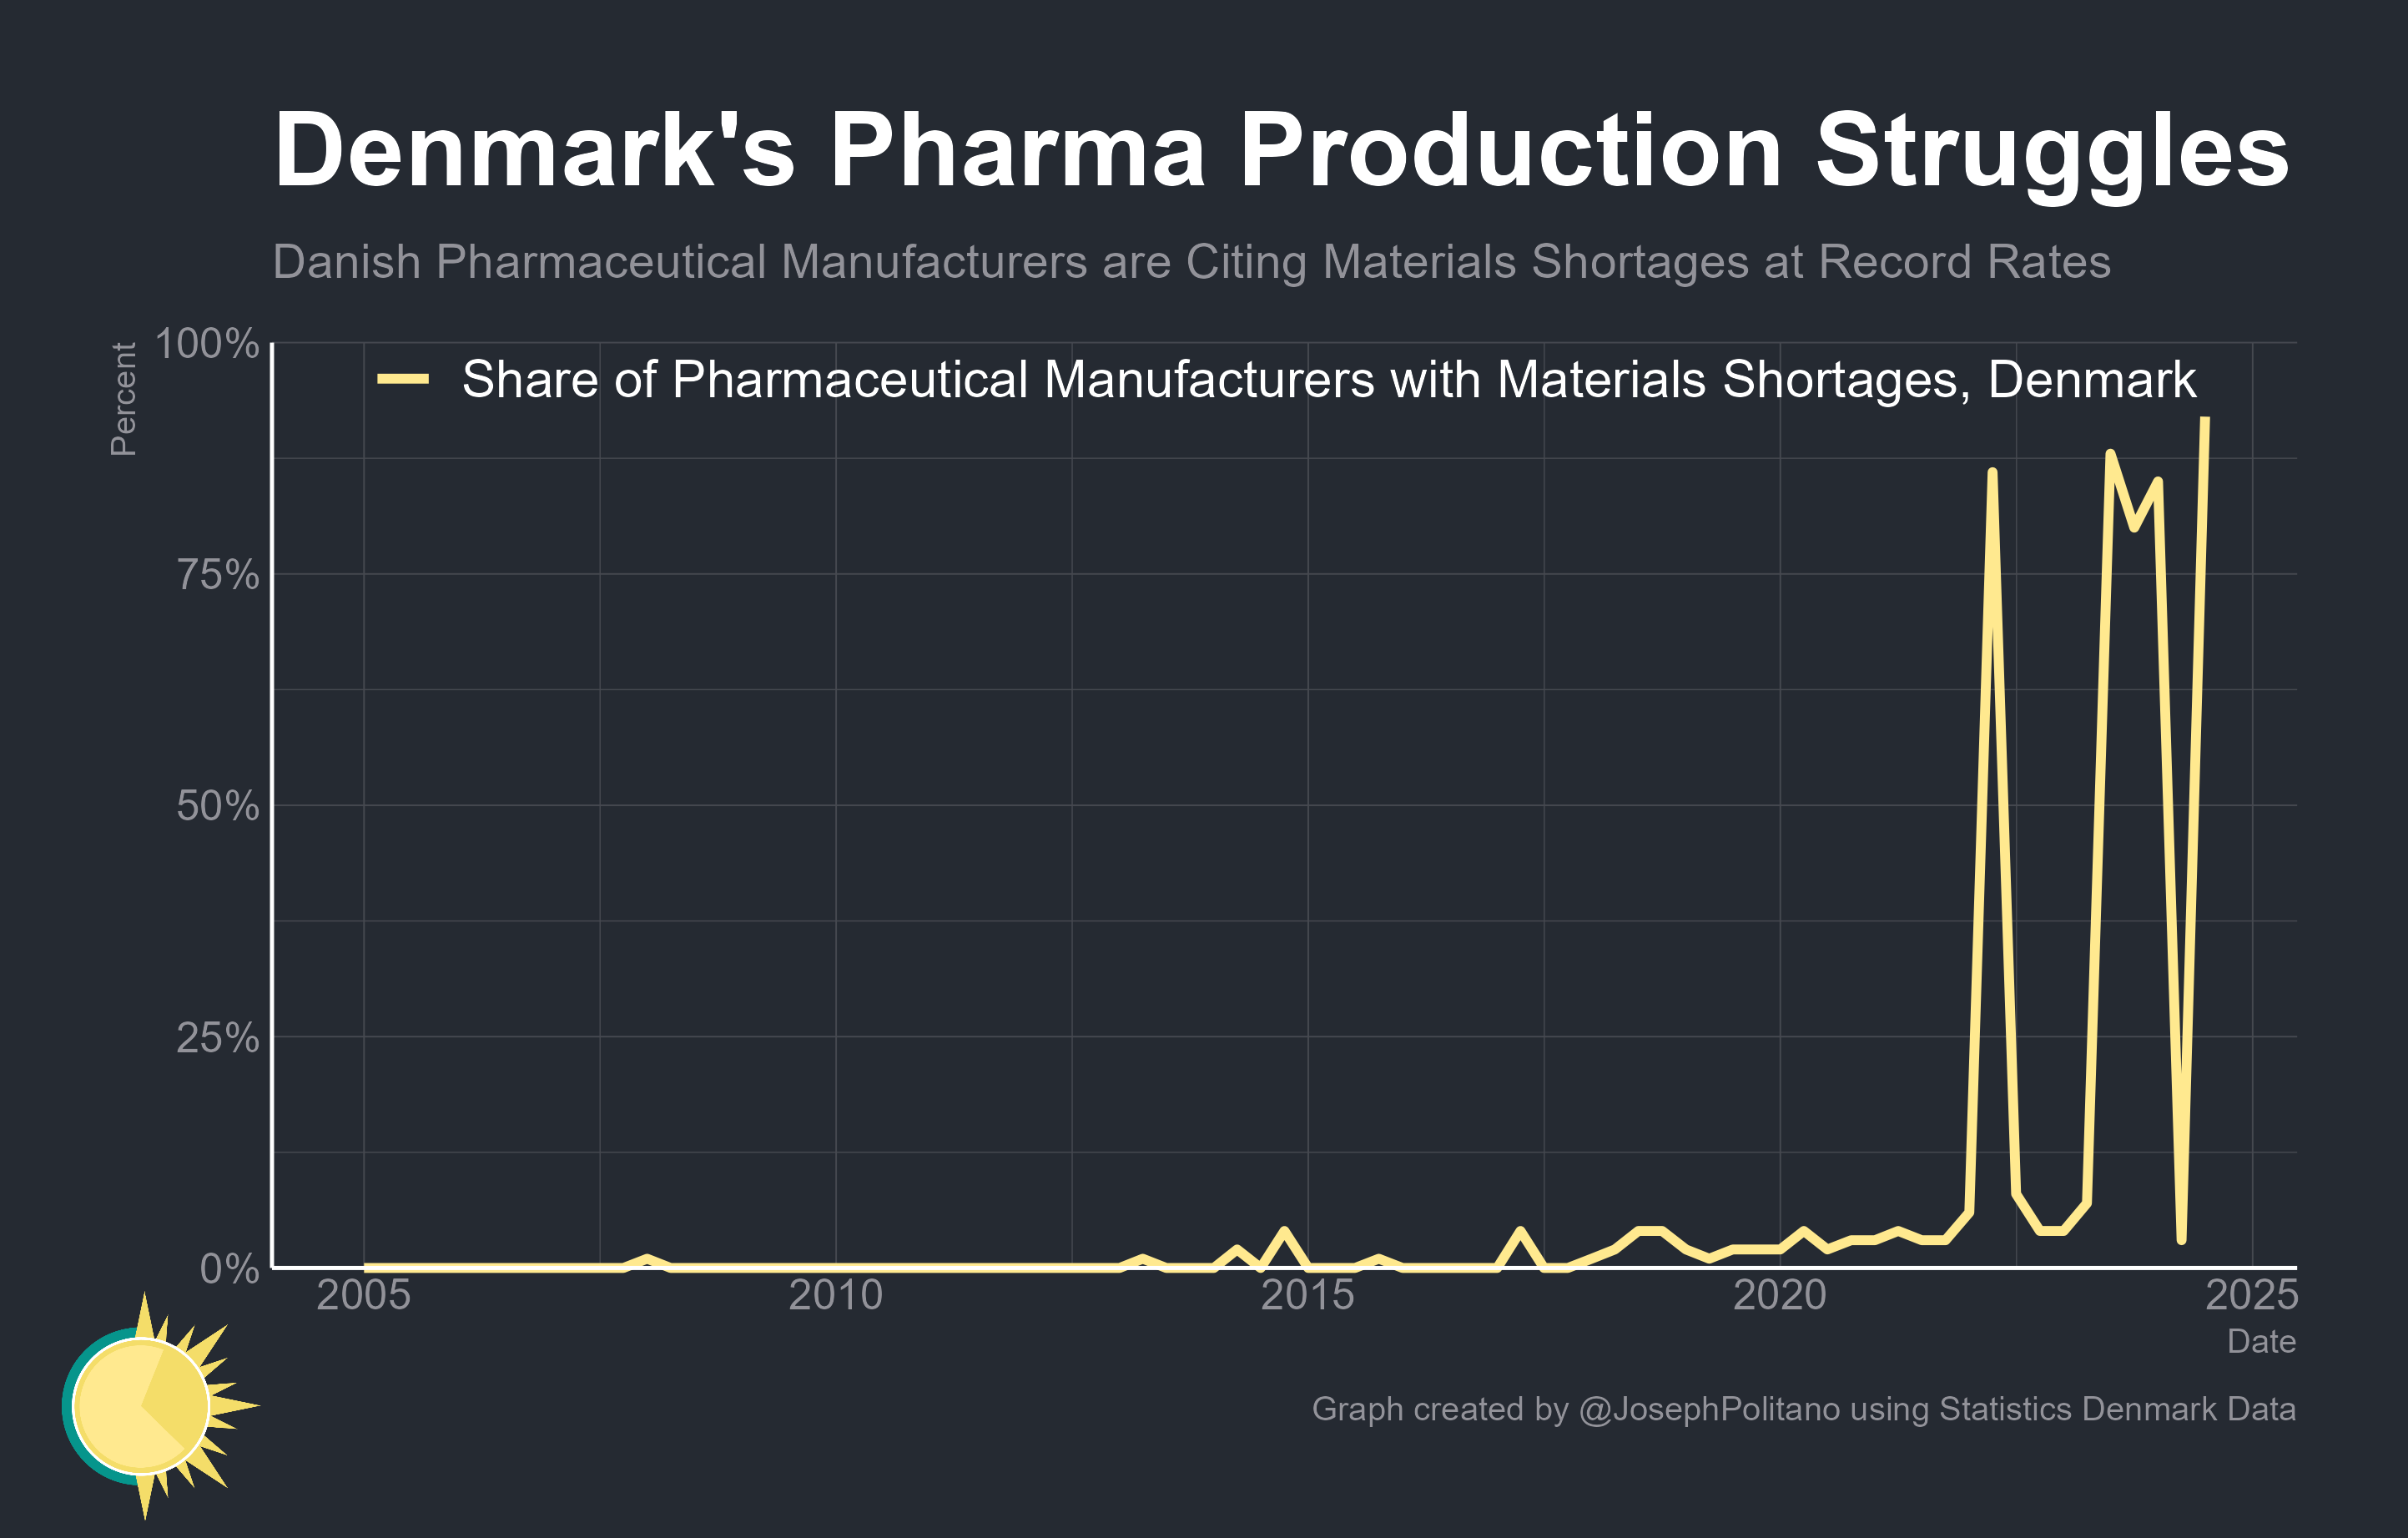 Denmark's Pharma Production Struggles
Danish Pharmaceutical Manufacturers are Citing Materials Shortages at Record Rates
Percent
100%
Share of Pharmaceutical Manufacturers with Materials Shortages, Denmark
75%
50%
25%
0%
2005 2010 2015 2020 2025
Date
Graph created by @JosephPolitano using Statistics Denmark Data